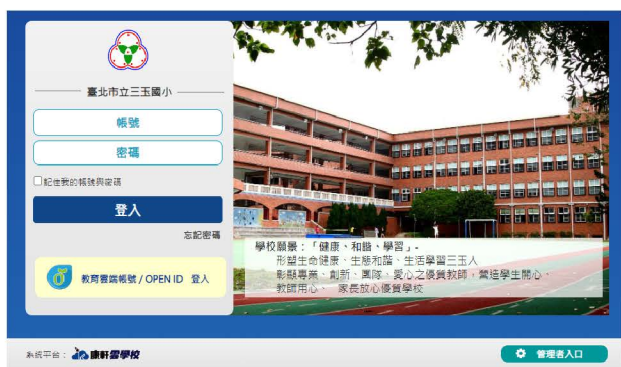 臺北市立三玉國小
帳號
密碼
記住我的帳號與密碼
登入
忘記密碼
教育雲端帳號 / OPEN ID 登入
學校願景：「健康、和諧、學習」-
形塑生命健康、生態和諧、生活學習三玉人
彰顯專業、創新、團隊、愛心之優質教師，營造學生開心、
教師用心、 家長放心優質學校
系統平台：康軒雲學校
管理者入口